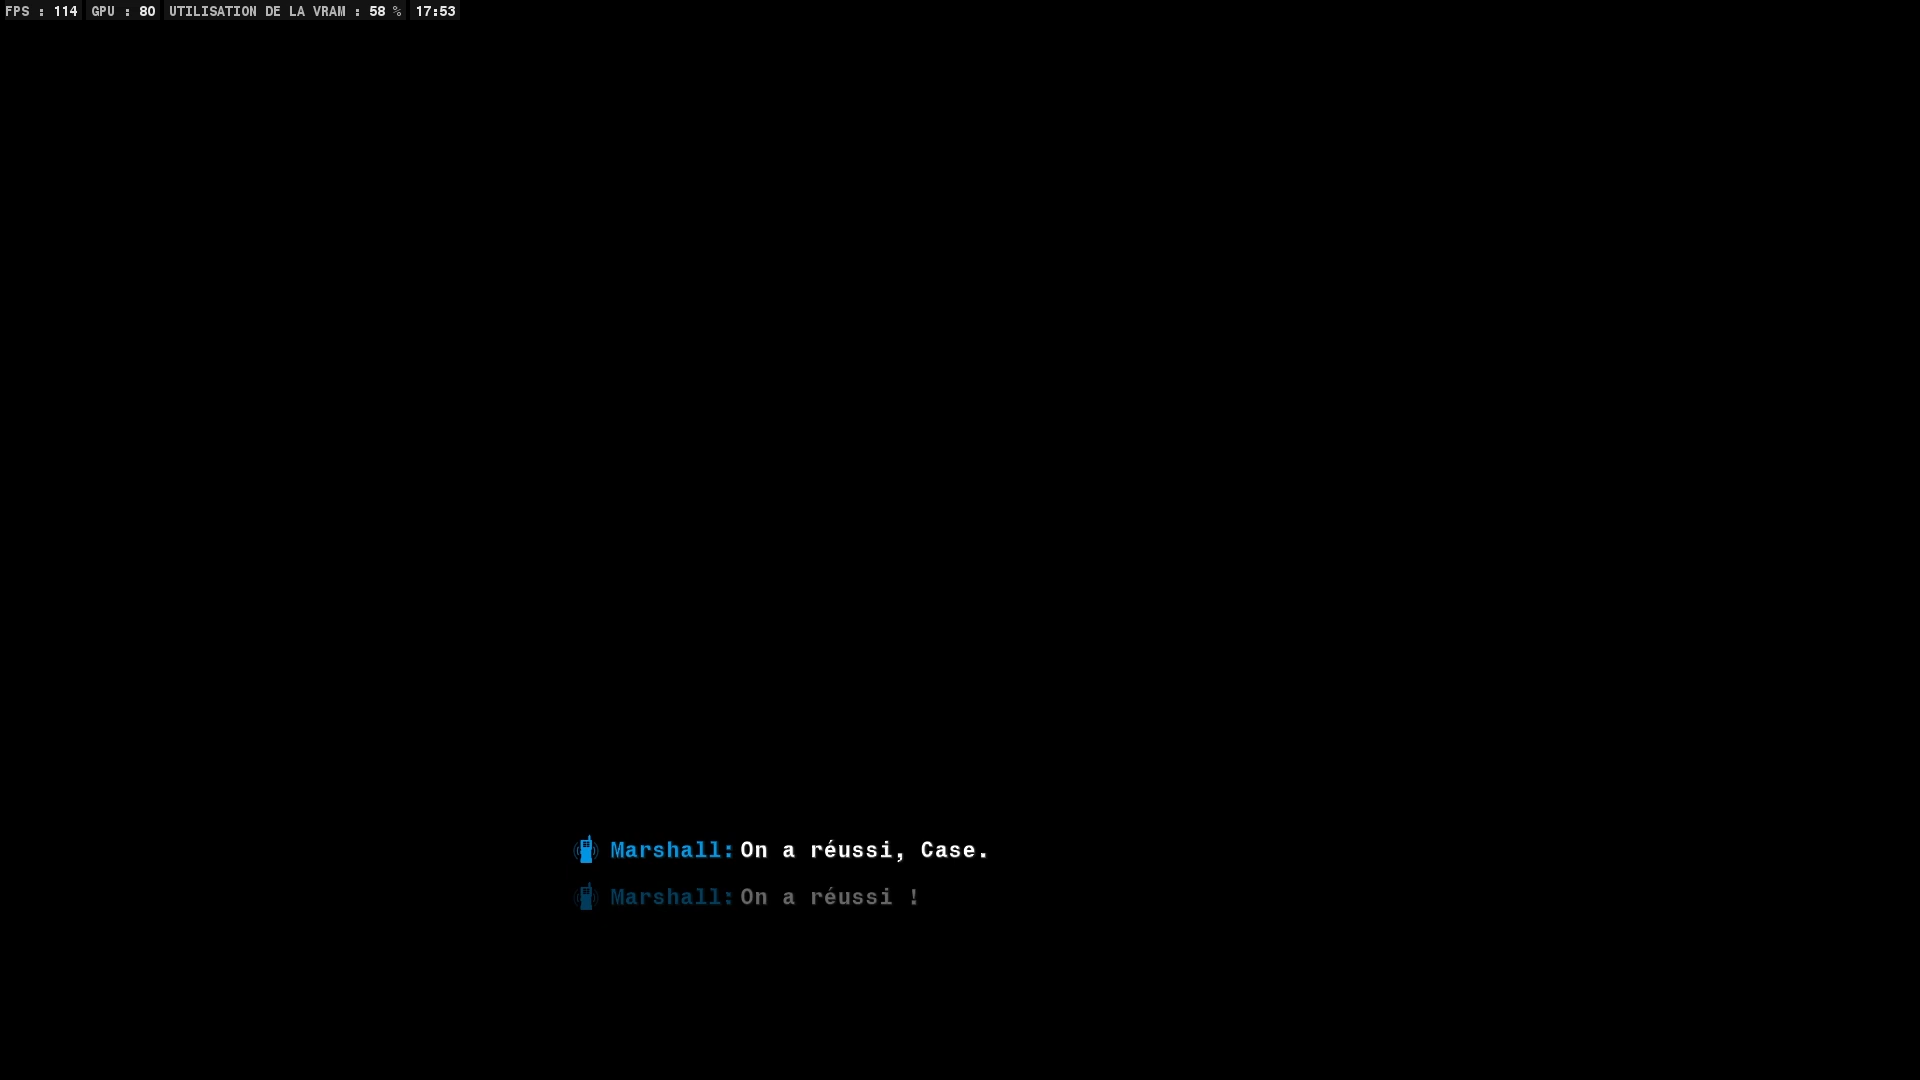 FPS : 114 GPU : 80 UTILISATION DE LA VRAM : 58 % 17:53
Marshall: On a réussi, Case.
Marshall: On a réussi !